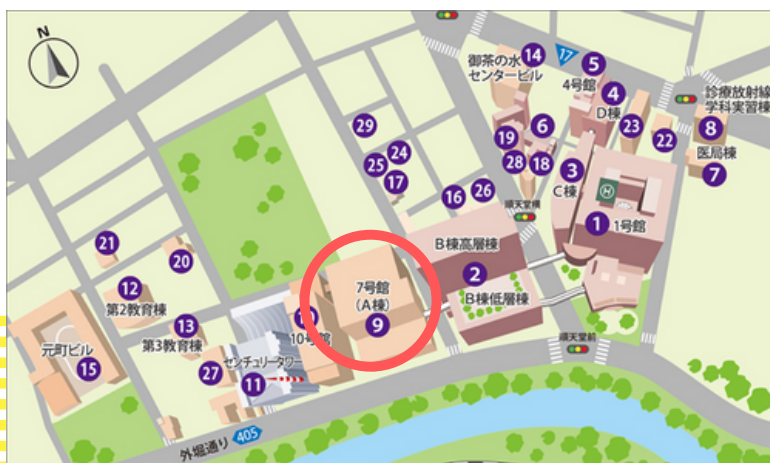 N
御茶の水
センタービル
14
17
5
4号館
4
D棟
診療放射線
学科実習棟
8
医局棟
7
23
22
29
24
25
17
19
6
28
18
3
C棟
H
1
1号館
16
26
順天堂横
B棟高層棟
2
B棟低層棟
順天堂前
21
20
12
第2教育棟
13
第3教育棟
元町ビル
15
27
センチュリータワー
11
10
10号館
7号館
(A棟)
9
外堀通り
405